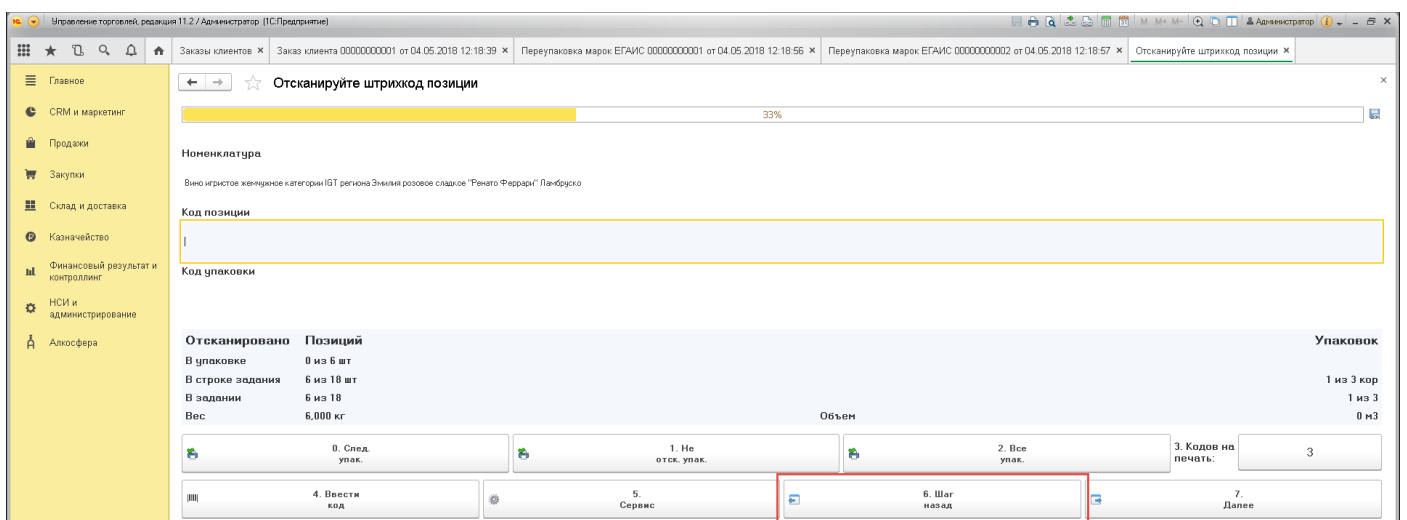 Управление торговлей, редакция 11.2 / Администратор (1С:Предприятие)
M M+ M- Администратор
Заказы клиентов × Заказ клиента 00000000001 от 04.05.2018 12:18:39 × Переупаковка марок ЕГАИС 00000000001 от 04.05.2018 12:18:56 × Переупаковка марок ЕГАИС 00000000002 от 04.05.2018 12:18:57 × Отсканируйте штрихкод позиции ×
Главное
CRM и маркетинг
Продажи
Закупки
Склад и доставка
Казначейство
Финансовый результат и
контроллинг
НСИ и
администрирование
Алкосфера
Отсканируйте штрихкод позиции
33%
Номенклатура
Вино игристое жемчужное категории IGT региона Эмилия розовое сладкое "Ренато Феррари" Ламбруско
Код позиции
Код упаковки
Отсканировано Позиций Упаковок
В упаковке 0 из 6 шт
В строке задания 6 из 18 шт 1 из 3 кор
В задании 6 из 18 1 из 3
Вес 6,000 кг Объем 0 м3
0. След.
упак.
1. Не
отск. упак.
2. Все
упак.
3. Кодов на
печать:
3
4. Ввести
код
5.
Сервис
6. Шаг
назад
7.
Далее